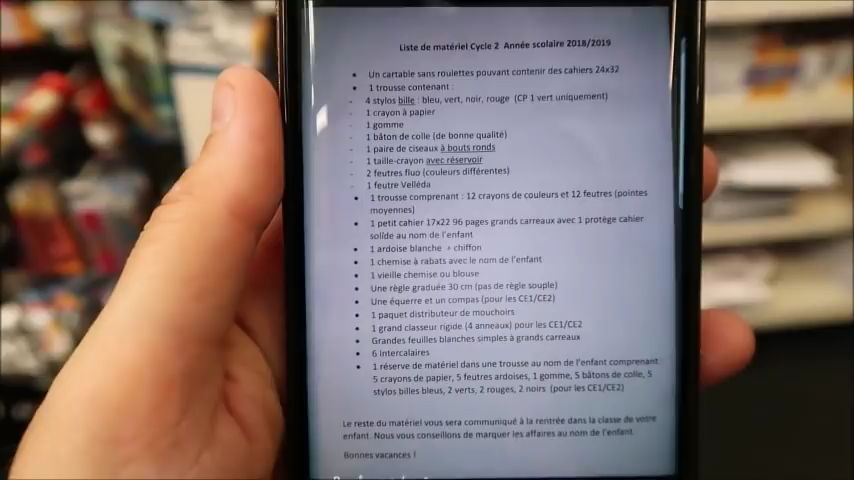 Liste de matériel Cycle 2 Année scolaire 2018/2019
• Un cartable sans roulettes pouvant contenir des cahiers 24x32
• 1 trousse contenant :
- 4 stylos bille : bleu, vert, noir, rouge (CP 1 vert uniquement)
- 1 crayon à papier
- 1 gomme
- 1 bâton de colle (de bonne qualité)
- 1 paire de ciseaux à bouts ronds
- 1 taille-crayon avec réservoir
- 2 feutres fluo (couleurs différentes)
- 1 feutre Velléda
• 1 trousse comprenant : 12 crayons de couleurs et 12 feutres (pointes
moyennes)
• 1 petit cahier 17x22 96 pages grands carreaux avec 1 protège cahier
solide au nom de l'enfant
• 1 ardoise blanche + chiffon
• 1 chemise à rabats avec le nom de l'enfant
• 1 vieille chemise ou blouse
• Une règle graduée 30 cm (pas de règle souple)
• Une équerre et un compas (pour les CE1/CE2)
• 1 paquet distributeur de mouchoirs
• 1 grand classeur rigide (4 anneaux) pour les CE1/CE2
• Grandes feuilles blanches simples à grands carreaux
• 6 intercalaires
• 1 réserve de matériel dans une trousse au nom de l'enfant comprenant
5 crayons de papier, 5 feutres ardoises, 1 gomme, 5 bâtons de colle, 5
stylos billes bleus, 2 verts, 2 rouges, 2 noirs (pour les CE1/CE2)
Le reste du matériel vous sera communiqué à la rentrée dans la classe de votre
enfant. Nous vous conseillons de marquer les affaires au nom de l'enfant.
Bonnes vacances !